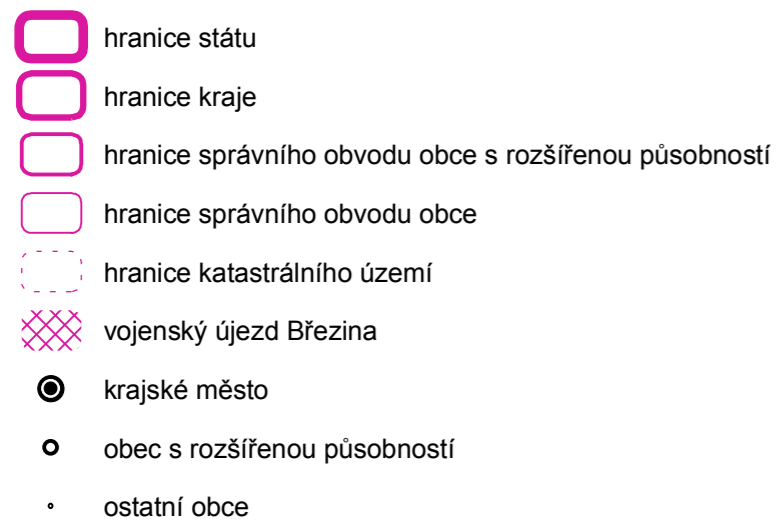 hranice státu
hranice kraje
hranice správního obvodu obce s rozšířenou působností
hranice správního obvodu obce
hranice katastrálního území
vojenský újezd Březina
krajské město
obec s rozšířenou působností
ostatní obce